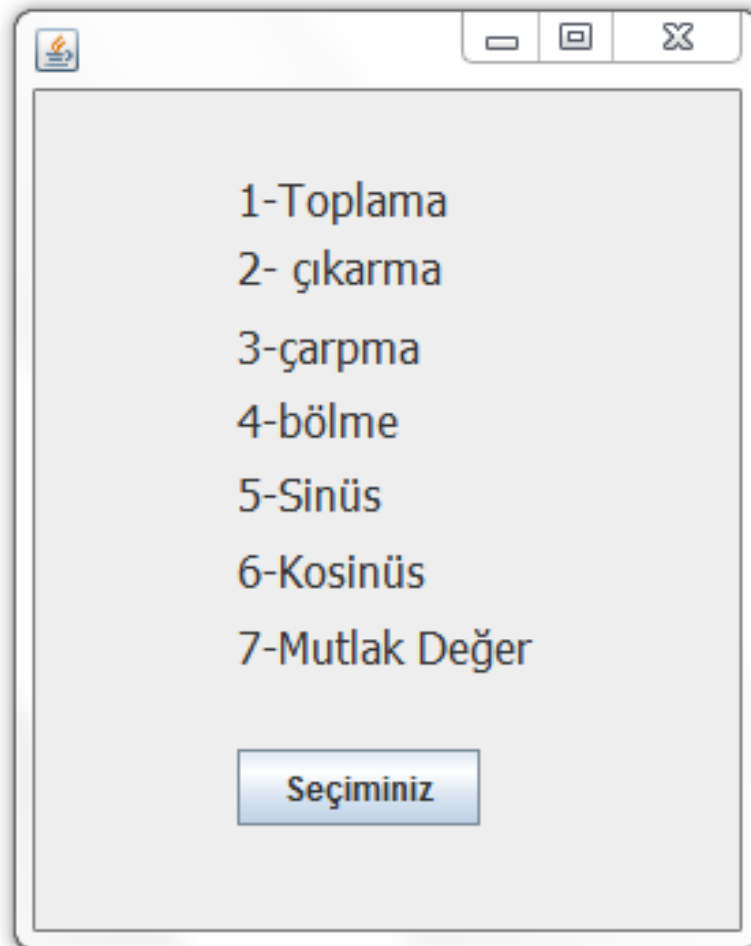 1-Toplama
2- çıkarma
3-çarpma
4-bölme
5-Sinüs
6-Kosinüs
7-Mutlak Değer
Seçiminiz